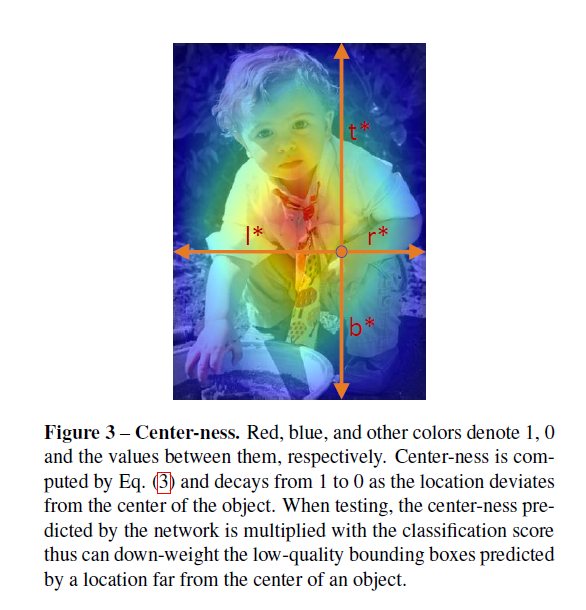 t*
l*
r*
b*
Figure 3 – Center-ness. Red, blue, and other colors denote 1, 0
and the values between them, respectively. Center-ness is com-
puted by Eq. (3) and decays from 1 to 0 as the location deviates
from the center of the object. When testing, the center-ness pre-
dicted by the network is multiplied with the classification score
thus can down-weight the low-quality bounding boxes predicted
by a location far from the center of an object.